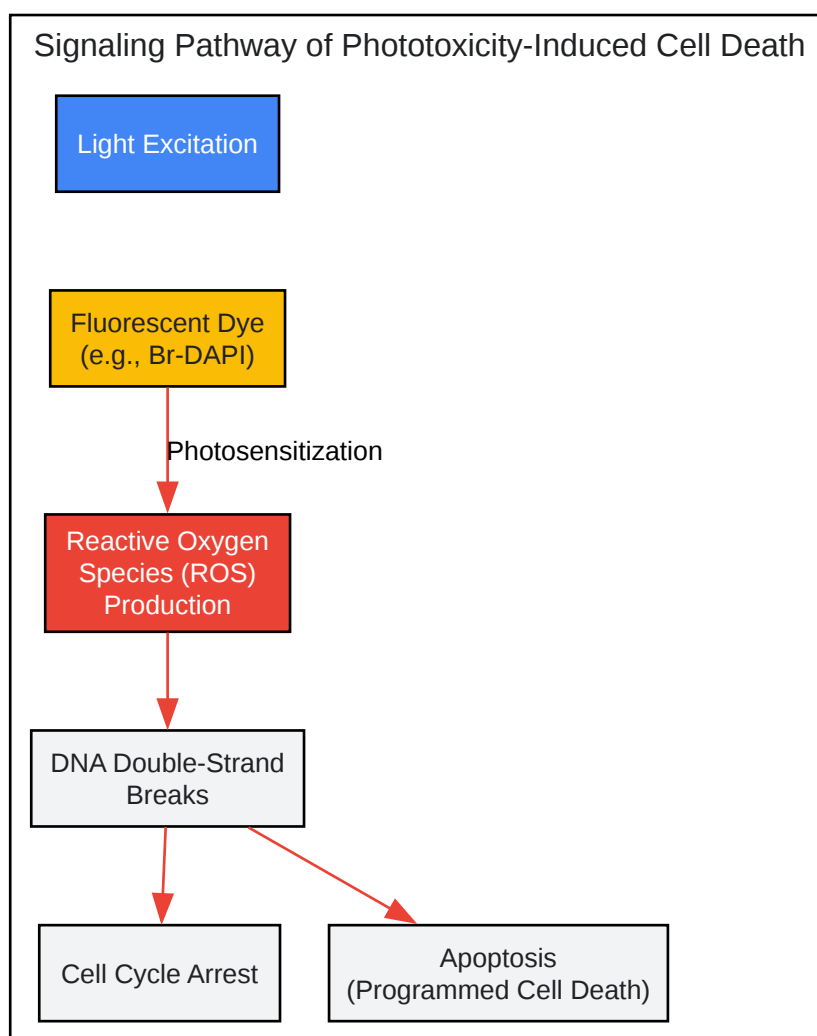 Signaling Pathway of Phototoxicity-Induced Cell Death
Light Excitation
Fluorescent Dye
(e.g., Br-DAPI)
Photosensitization
Reactive Oxygen
Species (ROS)
Production
DNA Double-Strand
Breaks
Cell Cycle Arrest
Apoptosis
(Programmed Cell Death)